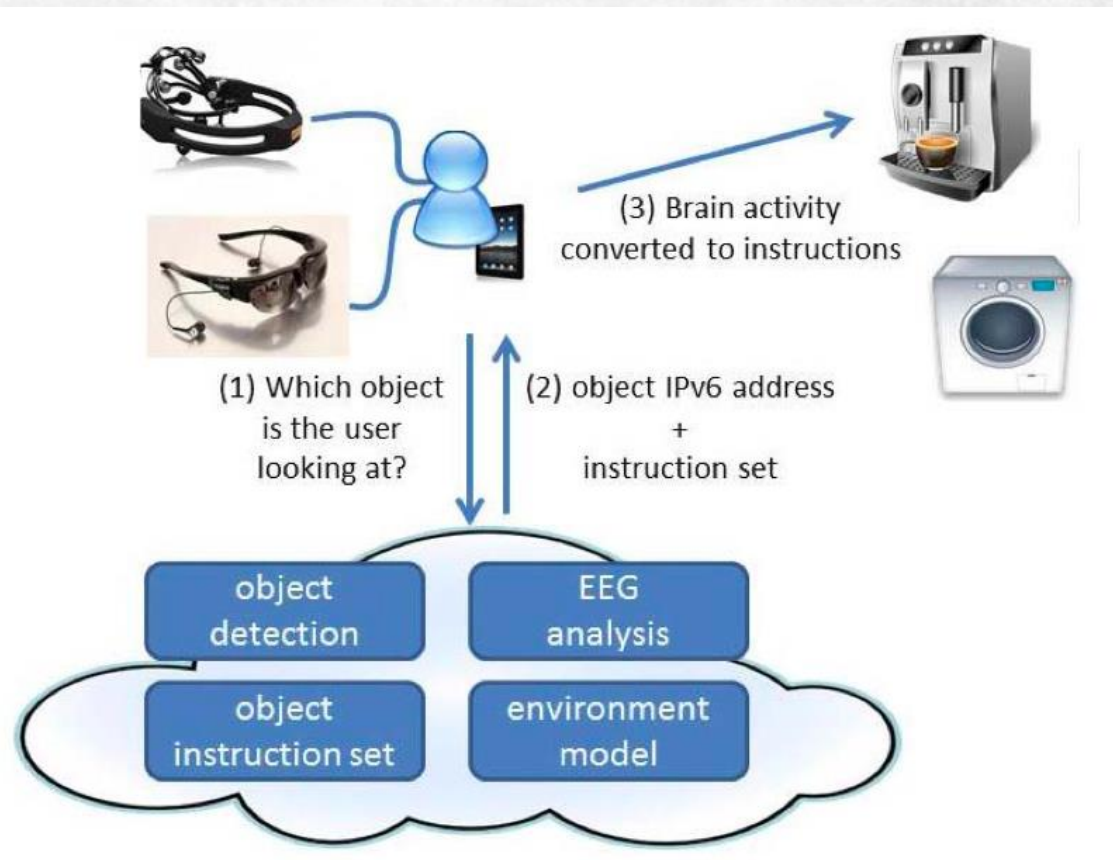 (3) Brain activity
converted to instructions
(1) Which object
is the user
looking at?
(2) object IPv6 address
+
instruction set
object
detection
EEG
analysis
object
instruction set
environment
model